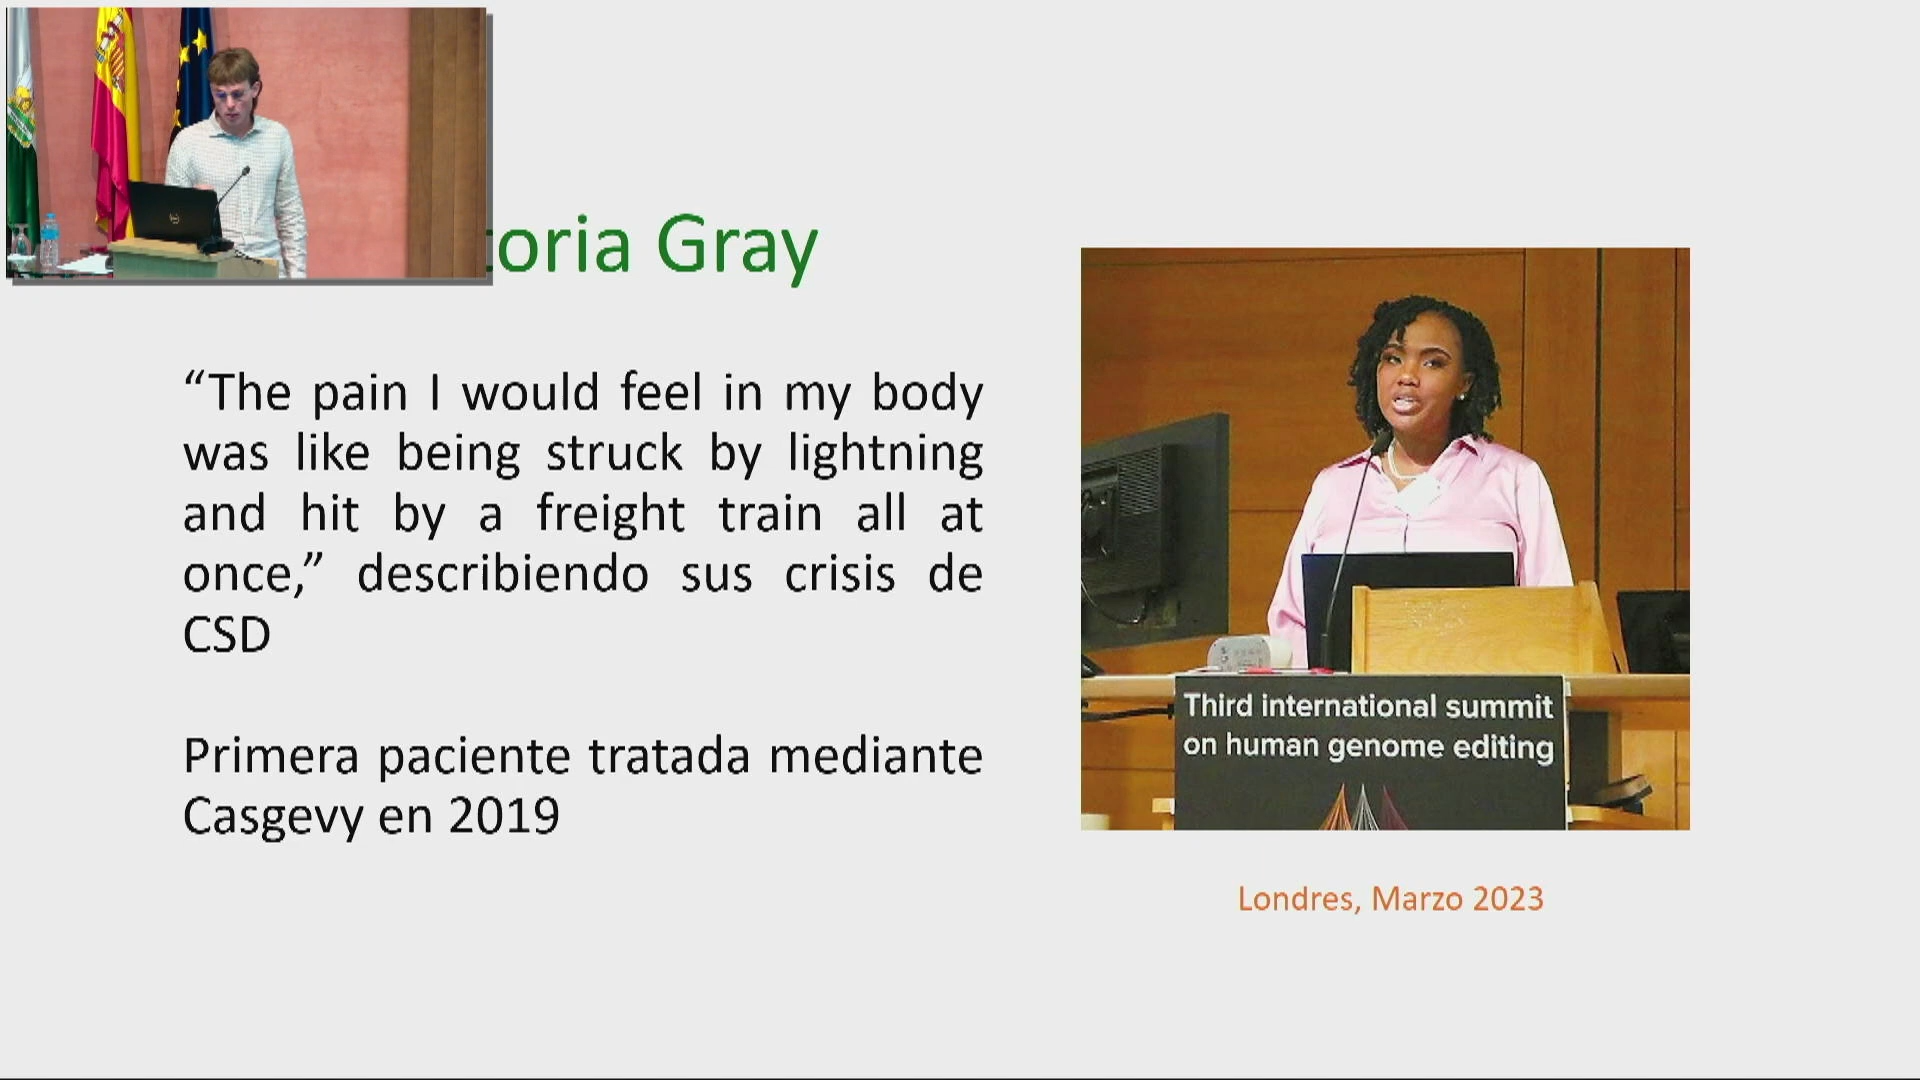 toria Gray
“The pain I would feel in my body
was like being struck by lightning
and hit by a freight train all at
once,” describiendo sus crisis de
CSD
Primera paciente tratada mediante
Casgevy en 2019
Third international summit
on human genome editing
Londres, Marzo 2023